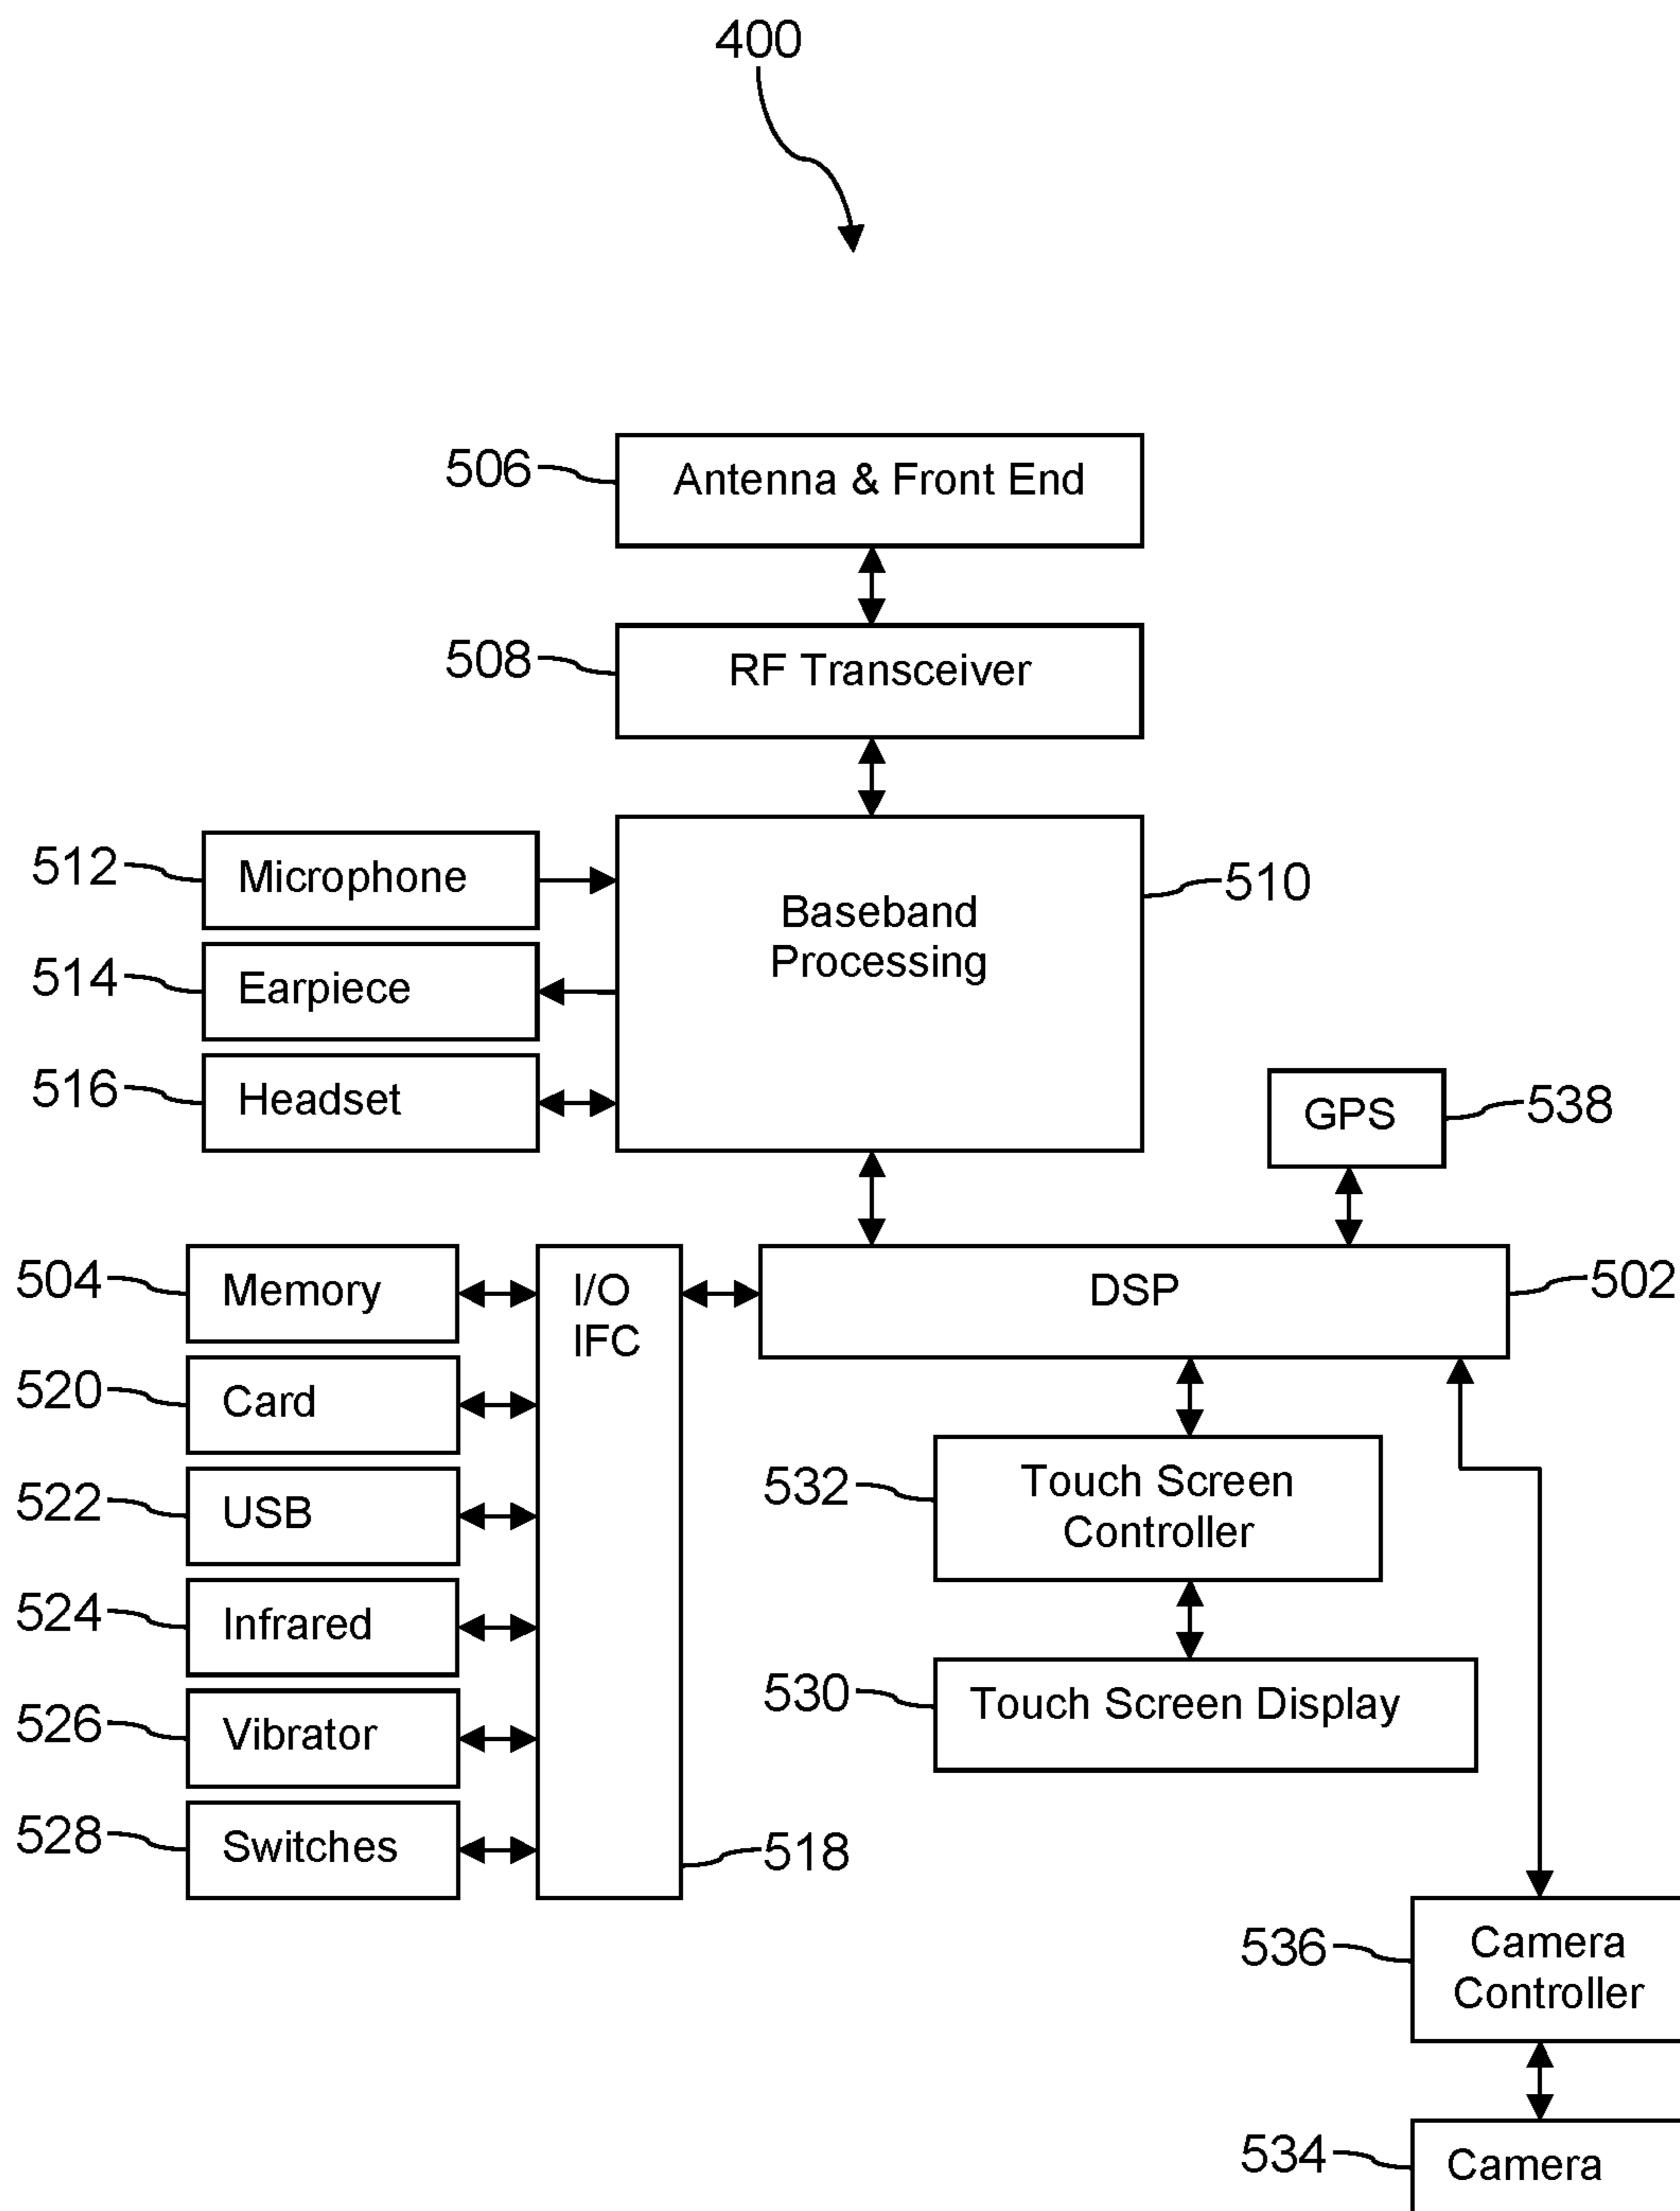 400
506
Antenna & Front End
508
RF Transceiver
512
Microphone
Baseband
Processing
510
514
Earpiece
516
Headset
GPS
538
504
Memory
I/O
IFC
DSP
502
520
Card
522
USB
532
Touch Screen
Controller
524
Infrared
526
Vibrator
530
Touch Screen Display
528
Switches
518
536
Camera
Controller
534
Camera